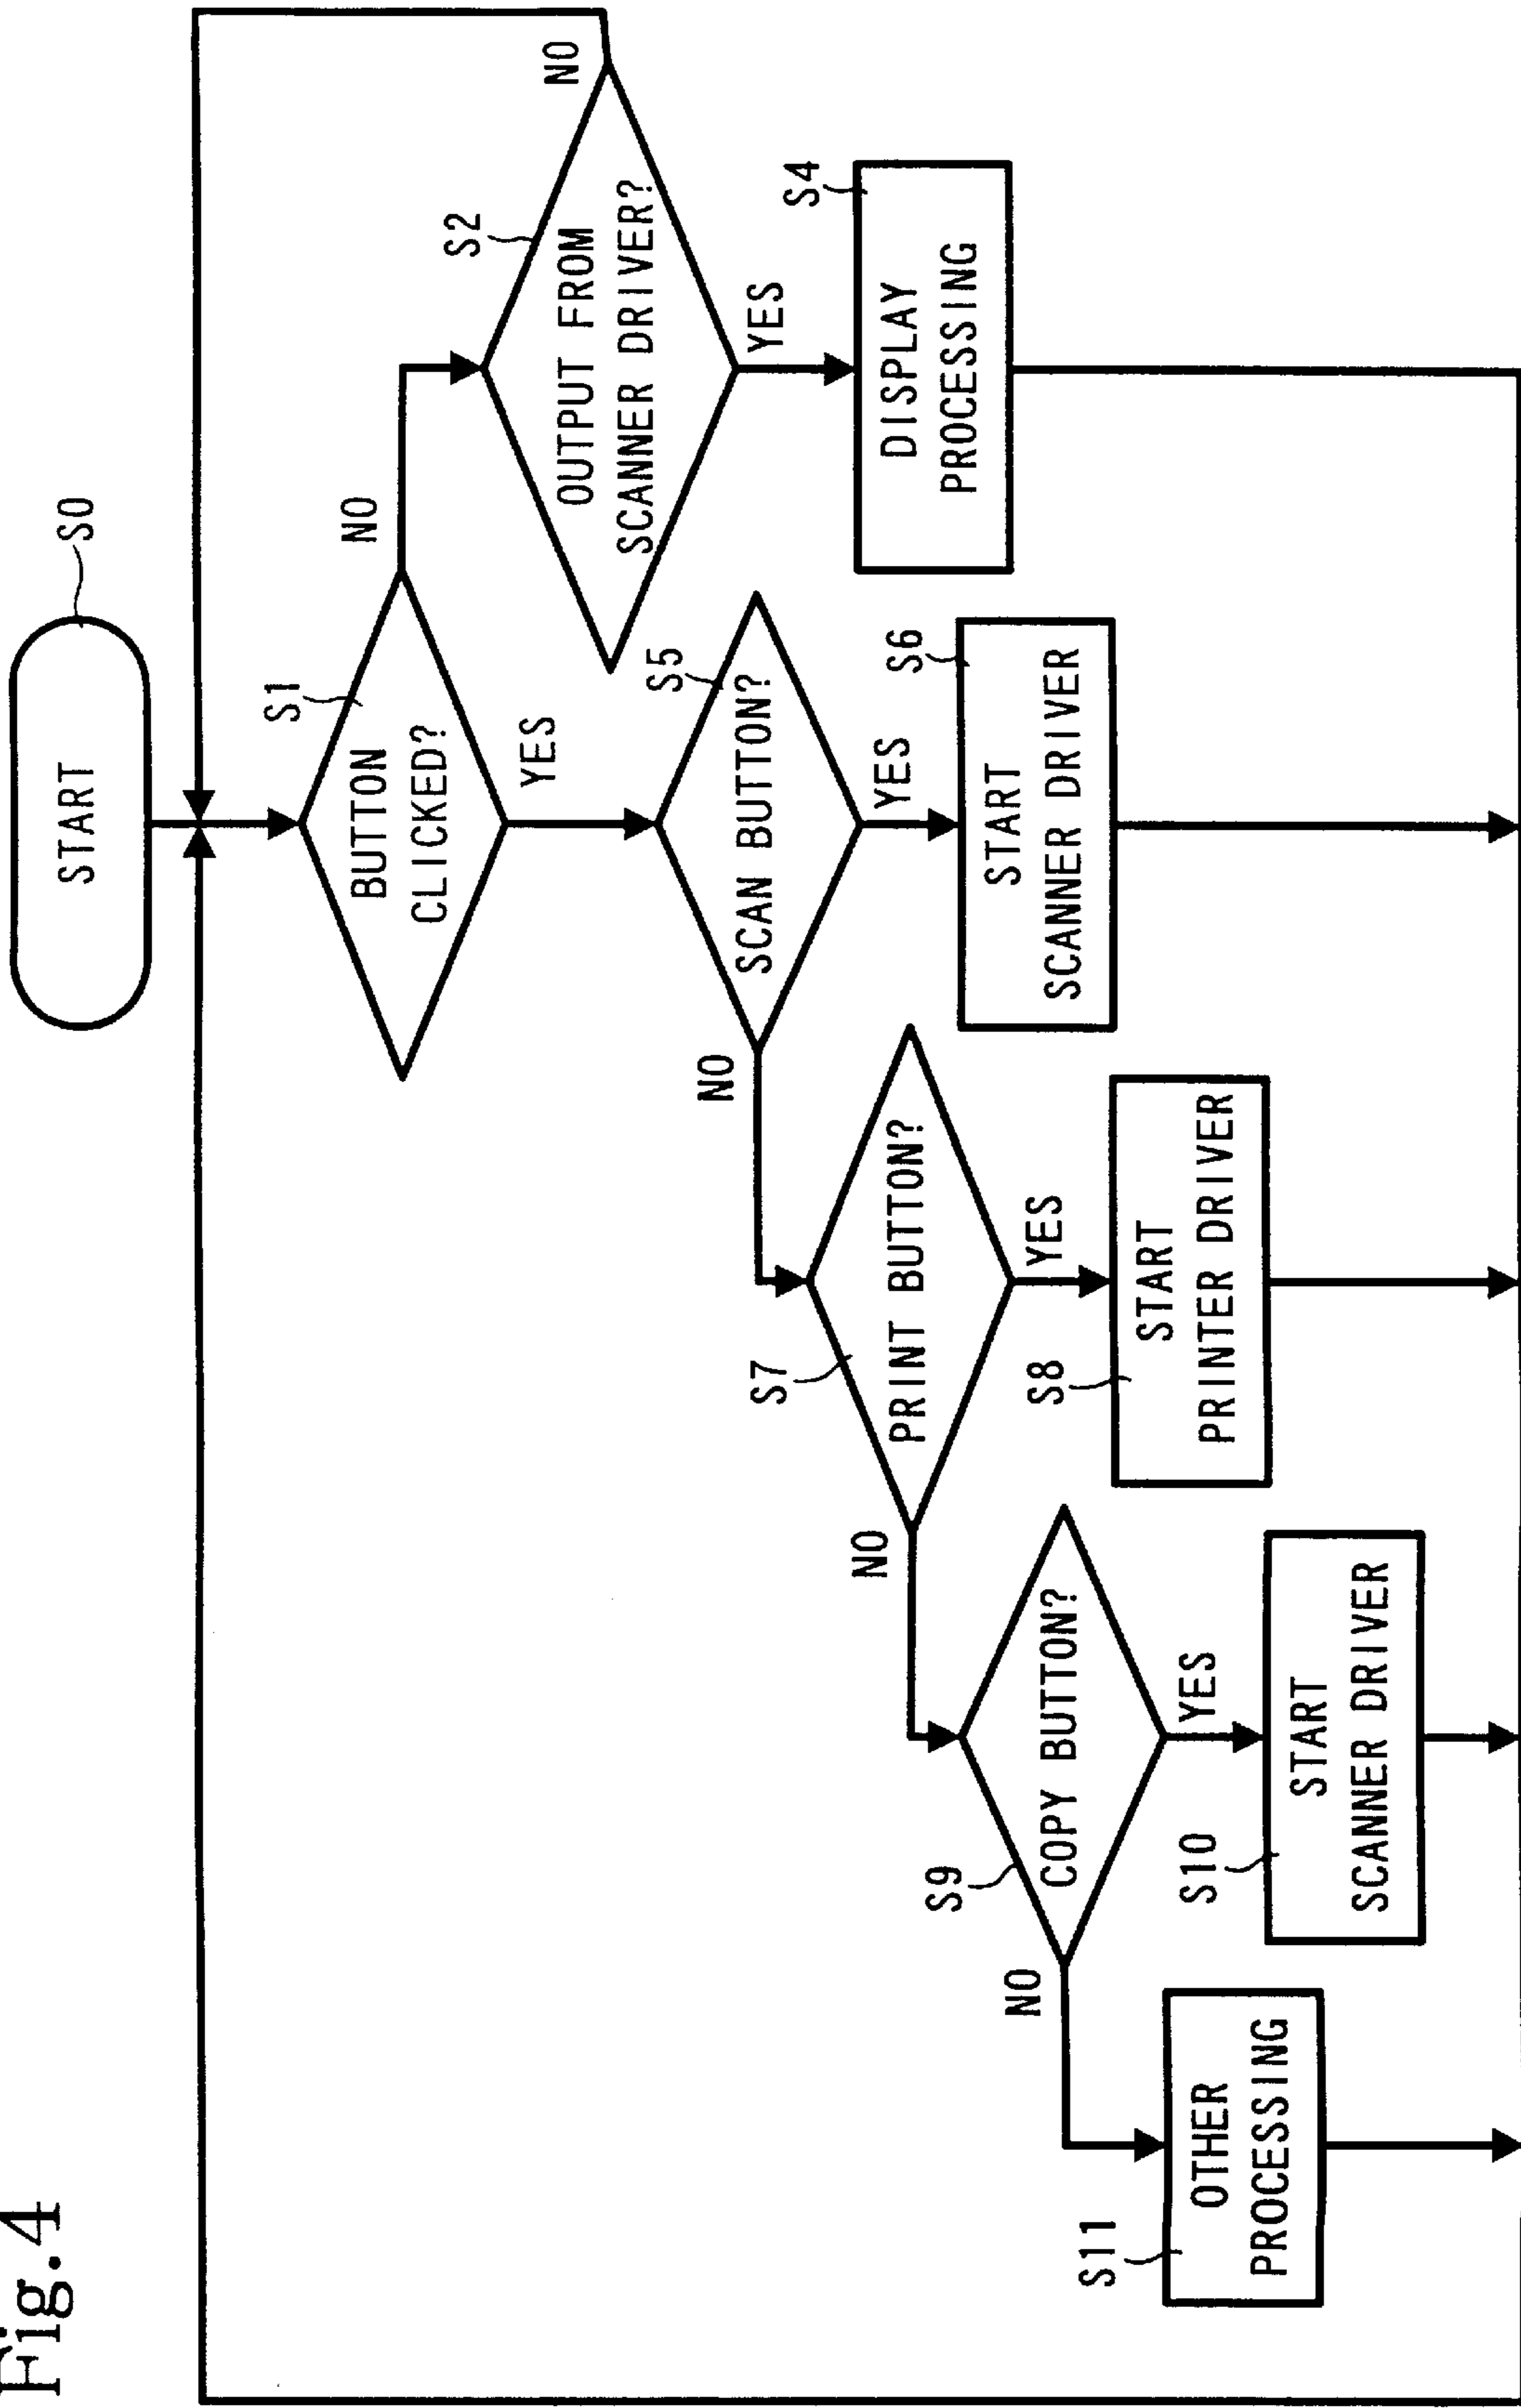 Fig.4
START
S0
S1
BUTTON
CLICKED?
NO
YES
S2
OUTPUT FROM
SCANNER DRIVER?
NO
YES
S4
DISPLAY
PROCESSING
S5
SCAN BUTTON?
NO
YES
S6
START
SCANNER DRIVER
S7
PRINT BUTTON?
NO
YES
S8
START
PRINTER DRIVER
S9
COPY BUTTON?
NO
YES
S10
START
SCANNER DRIVER
S11
OTHER
PROCESSING